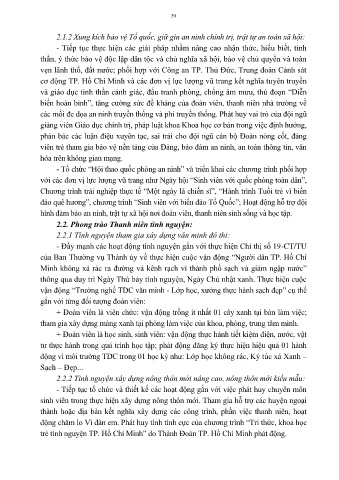 39
2.1.2 Xung kích bảo vệ Tổ quốc, giữ gìn an ninh chính trị, trật tự an toàn xã hội:
- Tiếp tục thực hiện các giải pháp nhằm nâng cao nhận thức, hiểu biết, tinh
thần, ý thức bảo vệ độc lập dân tộc và chủ nghĩa xã hội, bảo vệ chủ quyền và toàn
vẹn lãnh thổ, đất nước; phối hợp với Công an TP. Thủ Đức, Trung đoàn Cảnh sát
cơ động TP. Hồ Chí Minh và các đơn vị lực lượng vũ trang kết nghĩa tuyên truyền
và giáo dục tinh thần cảnh giác, đấu tranh phòng, chống âm mưu, thủ đoạn “Diễn
biến hoàn bình”, tăng cường sức đề kháng của đoàn viên, thanh niên nhà trường về
các mối đe dọa an ninh truyền thống và phi truyền thống. Phát huy vai trò của đội ngũ
giảng viên Giáo dục chính trị, pháp luật khoa Khoa học cơ bản trong việc định hướng,
phản bác các luận điệu xuyên tạc, sai trái cho đội ngũ cán bộ Đoàn nòng cốt, đảng
viên trẻ tham gia bảo vệ nền tảng của Đảng, bảo đảm an ninh, an toàn thông tin, văn
hóa trên không gian mạng.
- Tổ chức “Hội thao quốc phòng an ninh” và triển khai các chương trình phối hợp
với các đơn vị lực lượng vũ trang như Ngày hội “Sinh viên với quốc phòng toàn dân”,
Chương trình trải nghiệp thực tế “Một ngày là chiến sĩ”, “Hành trình Tuổi trẻ vì biển
đảo quê hương”, chương trình “Sinh viên với biển đảo Tổ Quốc”; Hoạt động hỗ trợ đội
hình đảm bảo an ninh, trật tự xã hội nơi đoàn viên, thanh niên sinh sống và học tập.
2.2. Phong trào Thanh niên tình nguyện:
2.2.1 Tình nguyện tham gia xây dựng văn minh đô thị:
- Đẩy mạnh các hoạt động tình nguyện gắn với thực hiện Chỉ thị số 19-CT/TU
của Ban Thường vụ Thành ủy về thực hiện cuộc vận động “Người dân TP. Hồ Chí
Minh không xả rác ra đường và kênh rạch vì thành phố sạch và giảm ngập nước”
thông qua duy trì Ngày Thứ bảy tình nguyện, Ngày Chủ nhật xanh. Thực hiện cuộc
vận động “Trường nghề TDC văn minh - Lớp học, xưởng thực hành sạch đẹp” cụ thể
gắn với từng đối tượng đoàn viên:
+ Đoàn viên là viên chức: vận động trồng ít nhất 01 cây xanh tại bàn làm việc;
tham gia xây dựng mảng xanh tại phòng làm việc của khoa, phòng, trung tâm mình.
+ Đoàn viên là học sinh, sinh viên: vận động thực hành tiết kiệm điện, nước, vật
tư thực hành trong quá trình học tập; phát động đăng ký thực hiện hiệu quả 01 hành
động vì môi trường TDC trong 01 học kỳ như: Lớp học không rác, Ký túc xá Xanh –
Sạch – Đẹp...
2.2.2 Tình nguyện xây dựng nông thôn mới nâng cao, nông thôn mới kiểu mẫu:
- Tiếp tục tổ chức và thiết kế các hoạt động gắn với việc phát huy chuyên môn
sinh viên trong thực hiện xây dựng nông thôn mới. Tham gia hỗ trợ các huyện ngoại
thành hoặc địa bàn kết nghĩa xây dựng các công trình, phần việc thanh niên, hoạt
động chăm lo Vì đàn em. Phát huy tính tích cực của chương trình “Tri thức, khoa học
trẻ tình nguyện TP. Hồ Chí Minh” do Thành Đoàn TP. Hồ Chí Minh phát động.